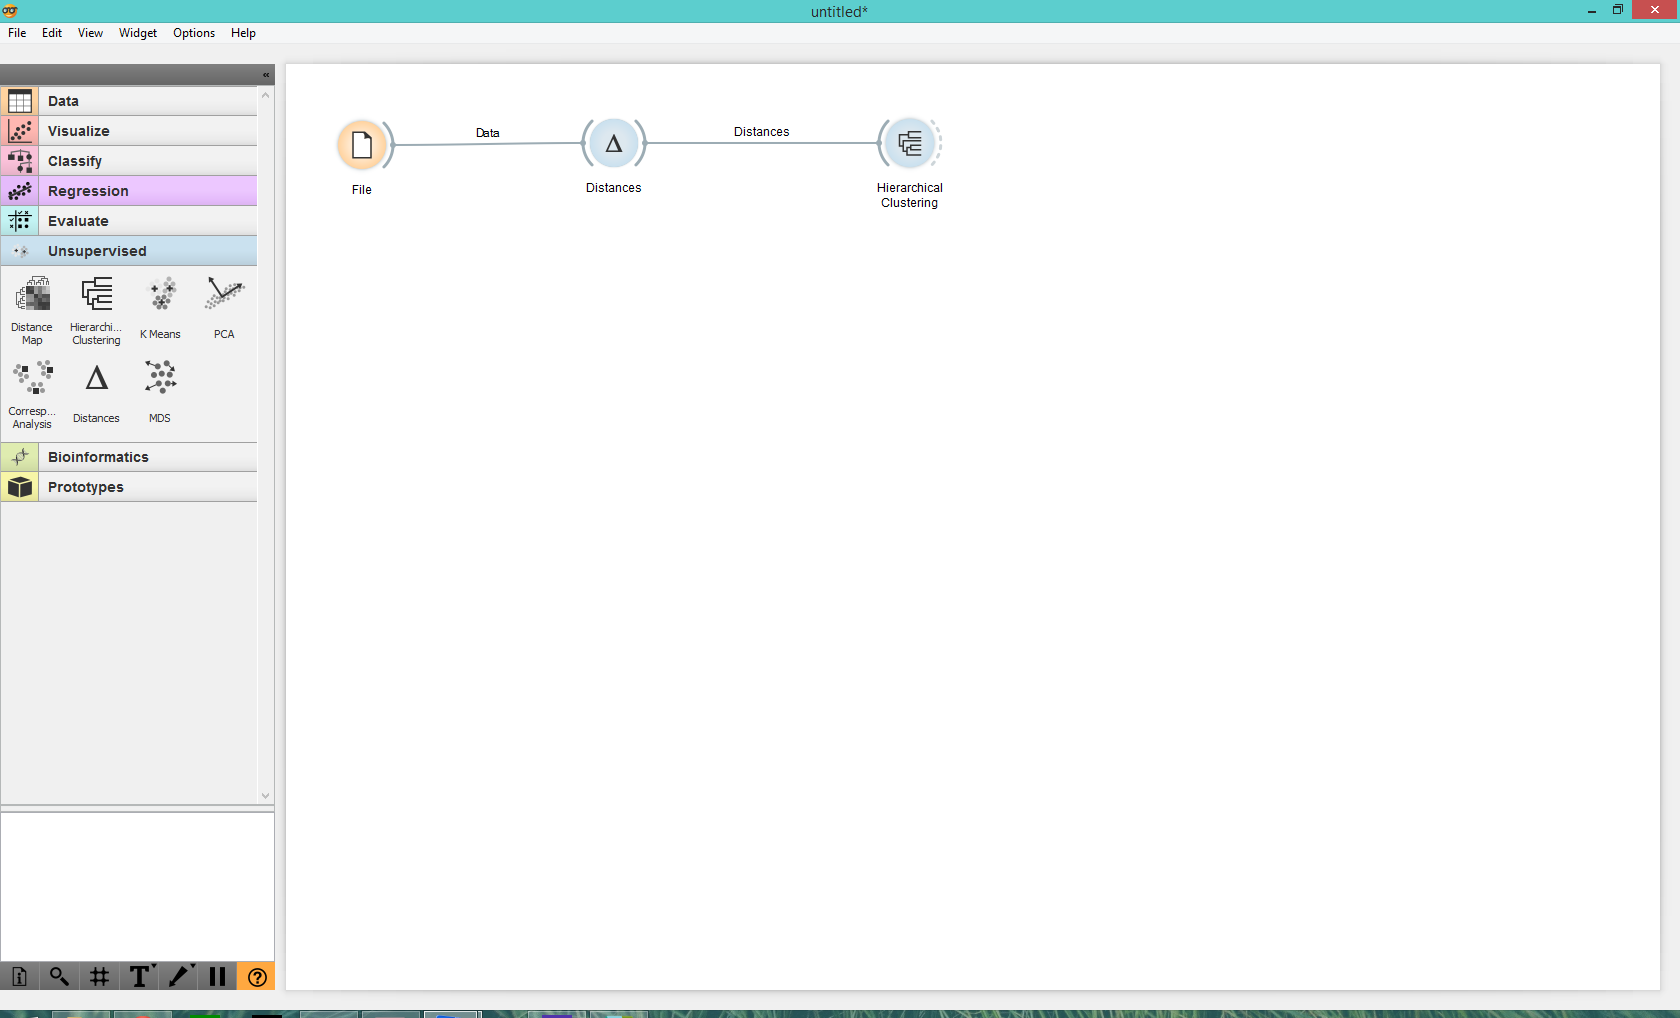 untitled*
File Edit View Widget Options Help
«
Data
Visualize
Classify
Regression
Evaluate
Unsupervised
Distance
Map
Hierarchi...
Clustering
K Means
PCA
Corresp...
Analysis
Distances
MDS
Bioinformatics
Prototypes
T
?
Data
Distances
File
Δ
Distances
Hierarchical
Clustering